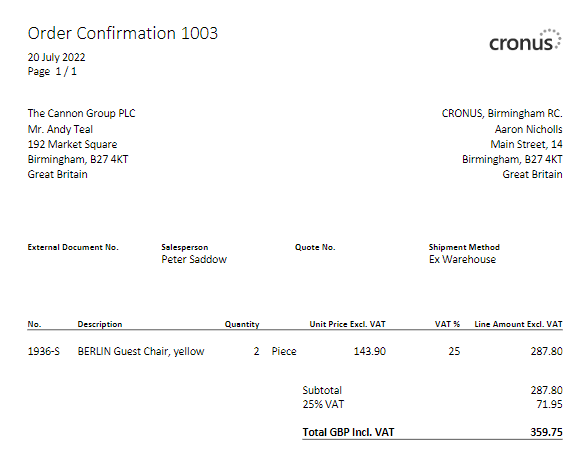 Order Confirmation 1003
cronus
20 July 2022
Page 1 / 1
The Cannon Group PLC
Mr. Andy Teal
192 Market Square
Birmingham, B27 4KT
Great Britain
CRONUS, Birmingham RC.
Aaron Nicholls
Main Street, 14
Birmingham, B27 4KT
Great Britain
External Document No. Salesperson Quote No. Shipment Method
Peter Saddow Ex Warehouse
No. Description Quantity Unit Price Excl. VAT VAT % Line Amount Excl. VAT
1936-S BERLIN Guest Chair, yellow 2 Piece 143.90 25 287.80
Subtotal 287.80
25% VAT 71.95
Total GBP Incl. VAT 359.75